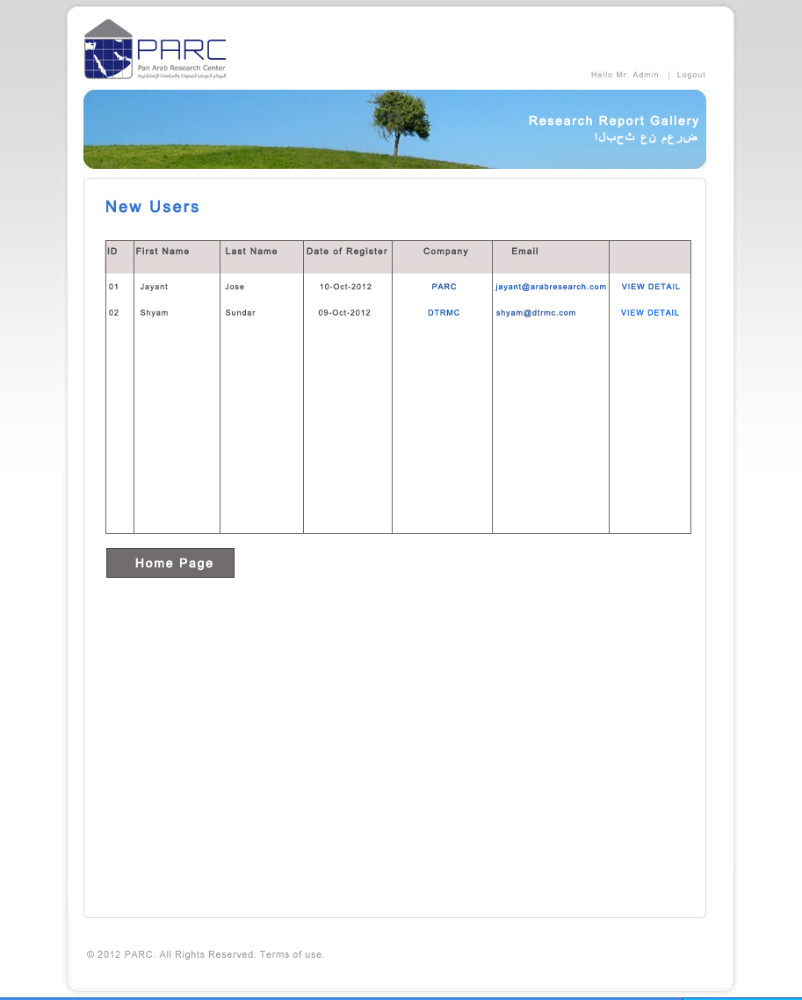 PARC
Pan Arab Research Center
المركز العربي للبحوث والدراسات الإستشارية
Hello Mr. Admin | Logout
Research Report Gallery
ضرعم نع ثحبلا
New Users
ID First Name Last Name Date of Register Company Email
01 Jayant Jose 10-Oct-2012 PARC jayant@arabresearch.com VIEW DETAIL
02 Shyam Sundar 09-Oct-2012 DTRMC shyam@dtrmc.com VIEW DETAIL
Home Page
© 2012 PARC. All Rights Reserved. Terms of use.